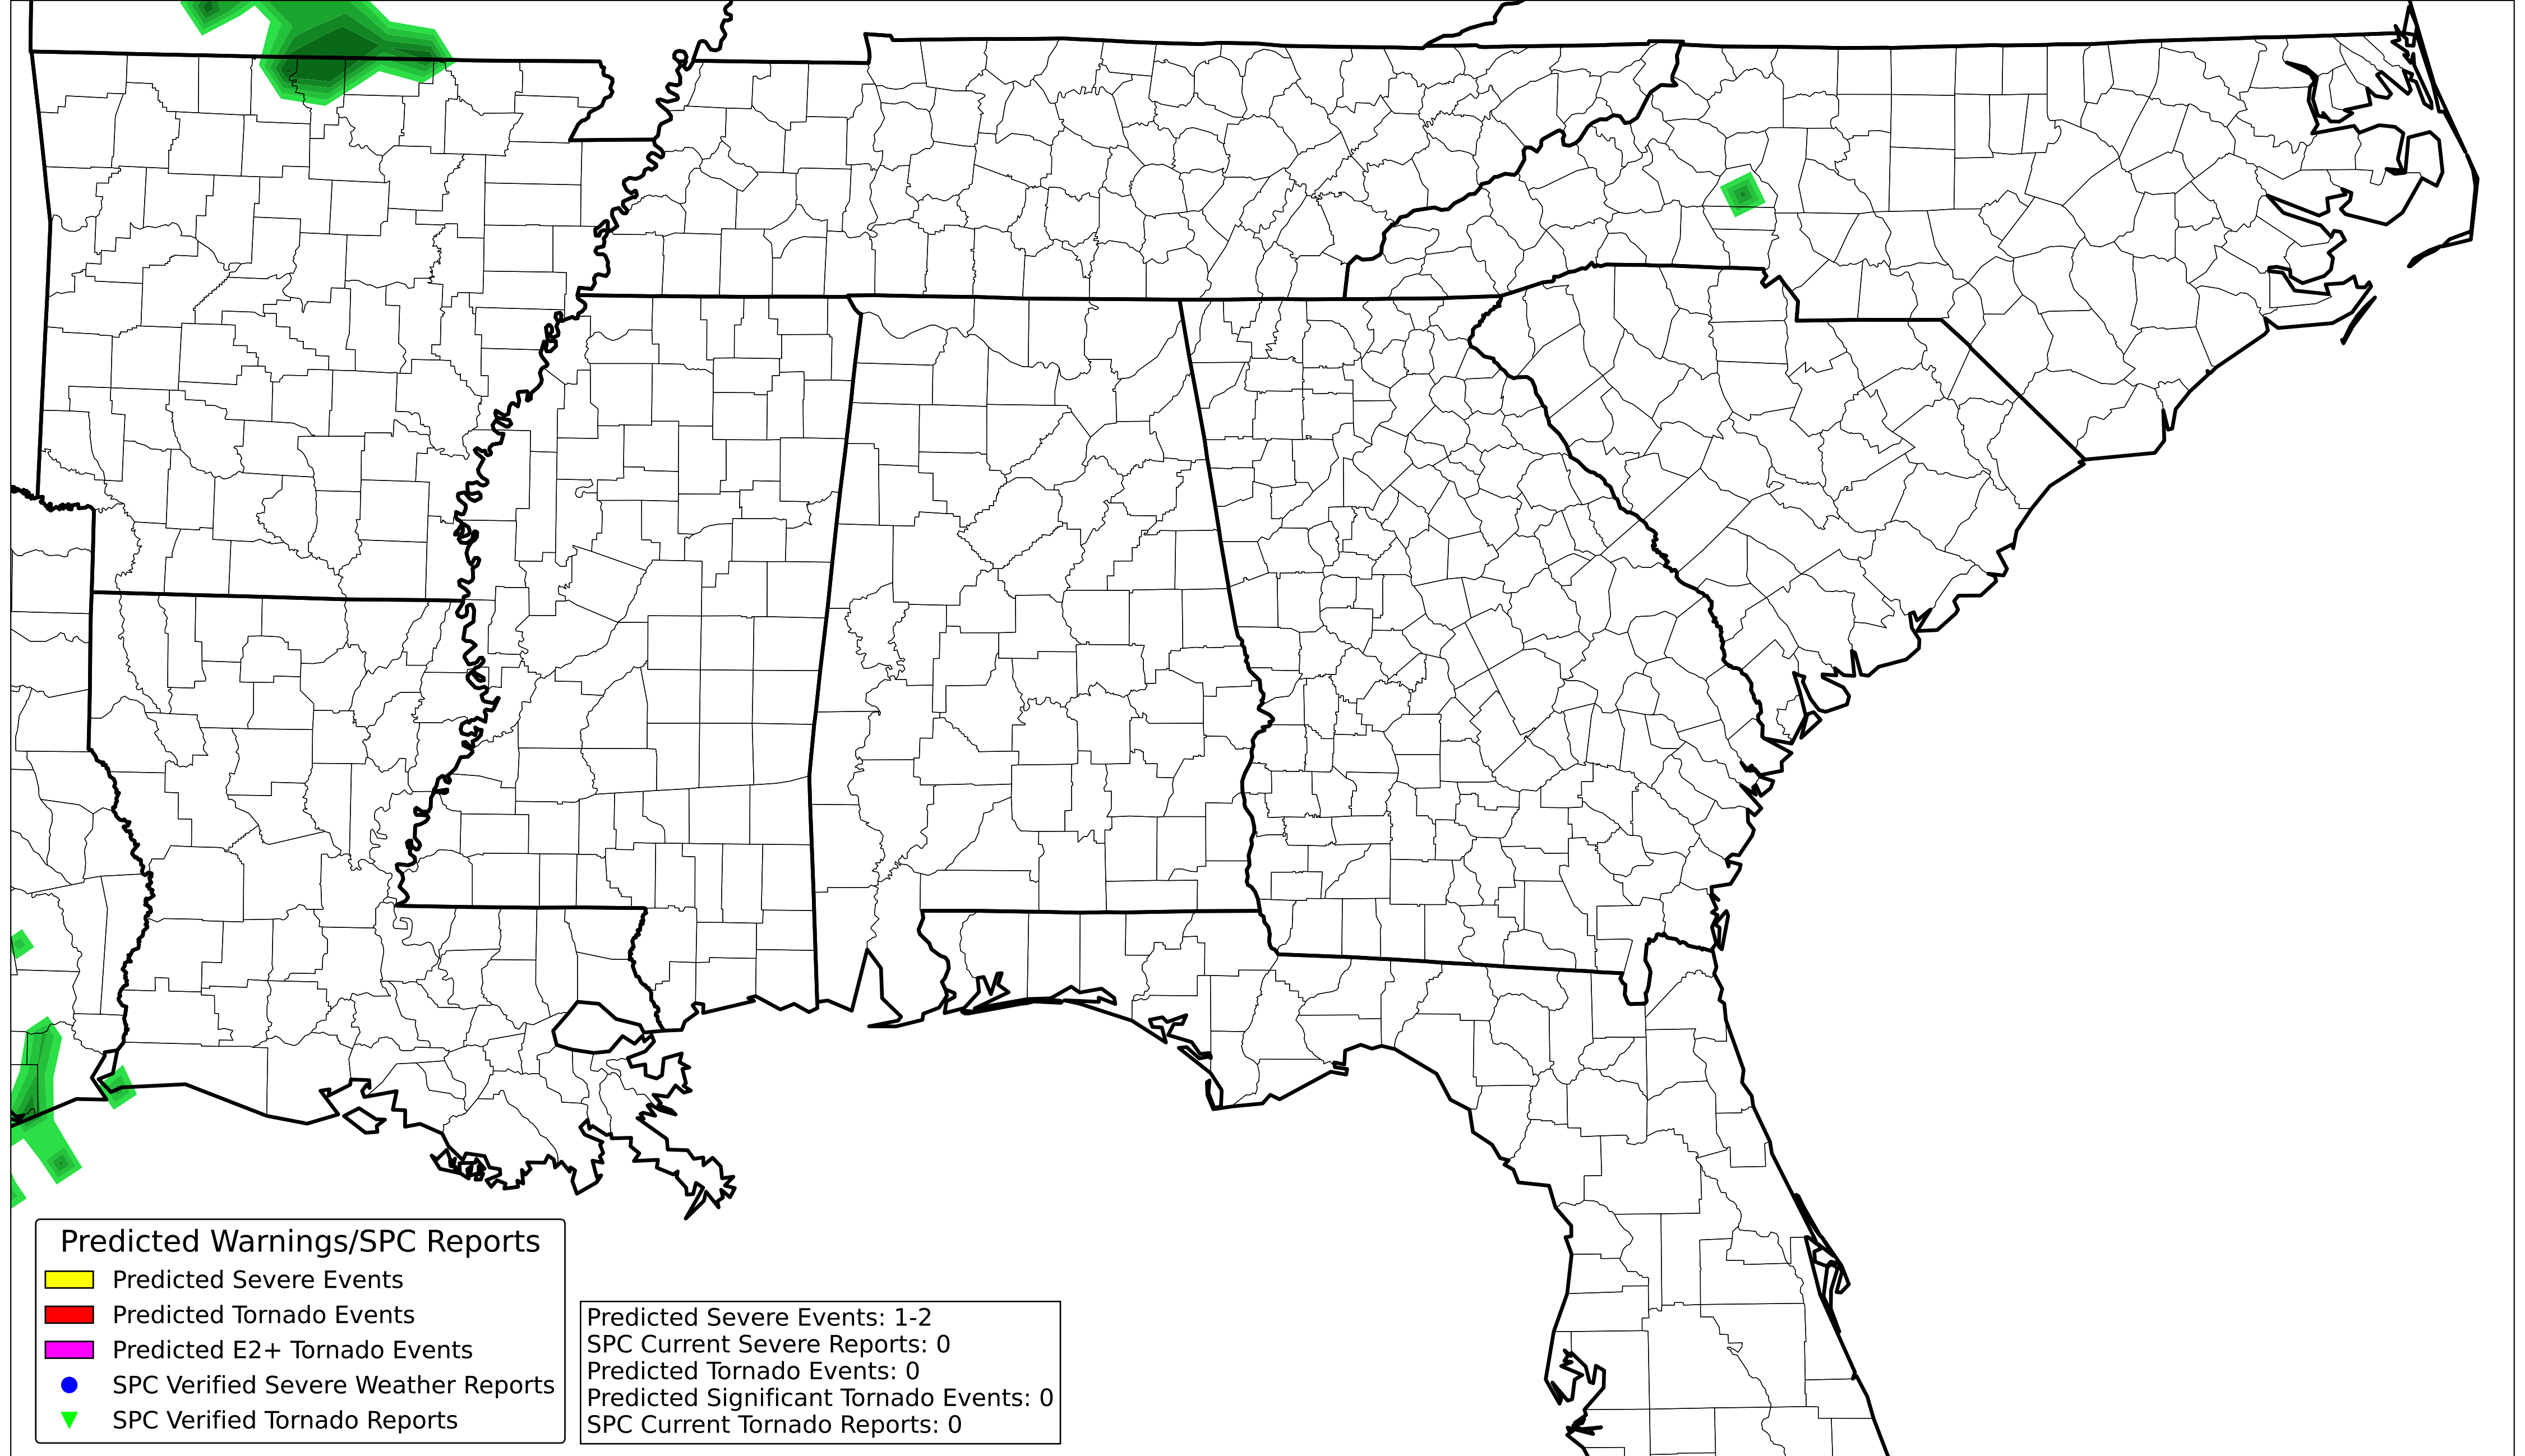 Predicted Warnings/SPC Reports
Predicted Severe Events
Predicted Tornado Events
Predicted E2+ Tornado Events
SPC Verified Severe Weather Reports
SPC Verified Tornado Reports
Predicted Severe Events: 1-2
SPC Current Severe Reports: 0
Predicted Tornado Events: 0
Predicted Significant Tornado Events: 0
SPC Current Tornado Reports: 0